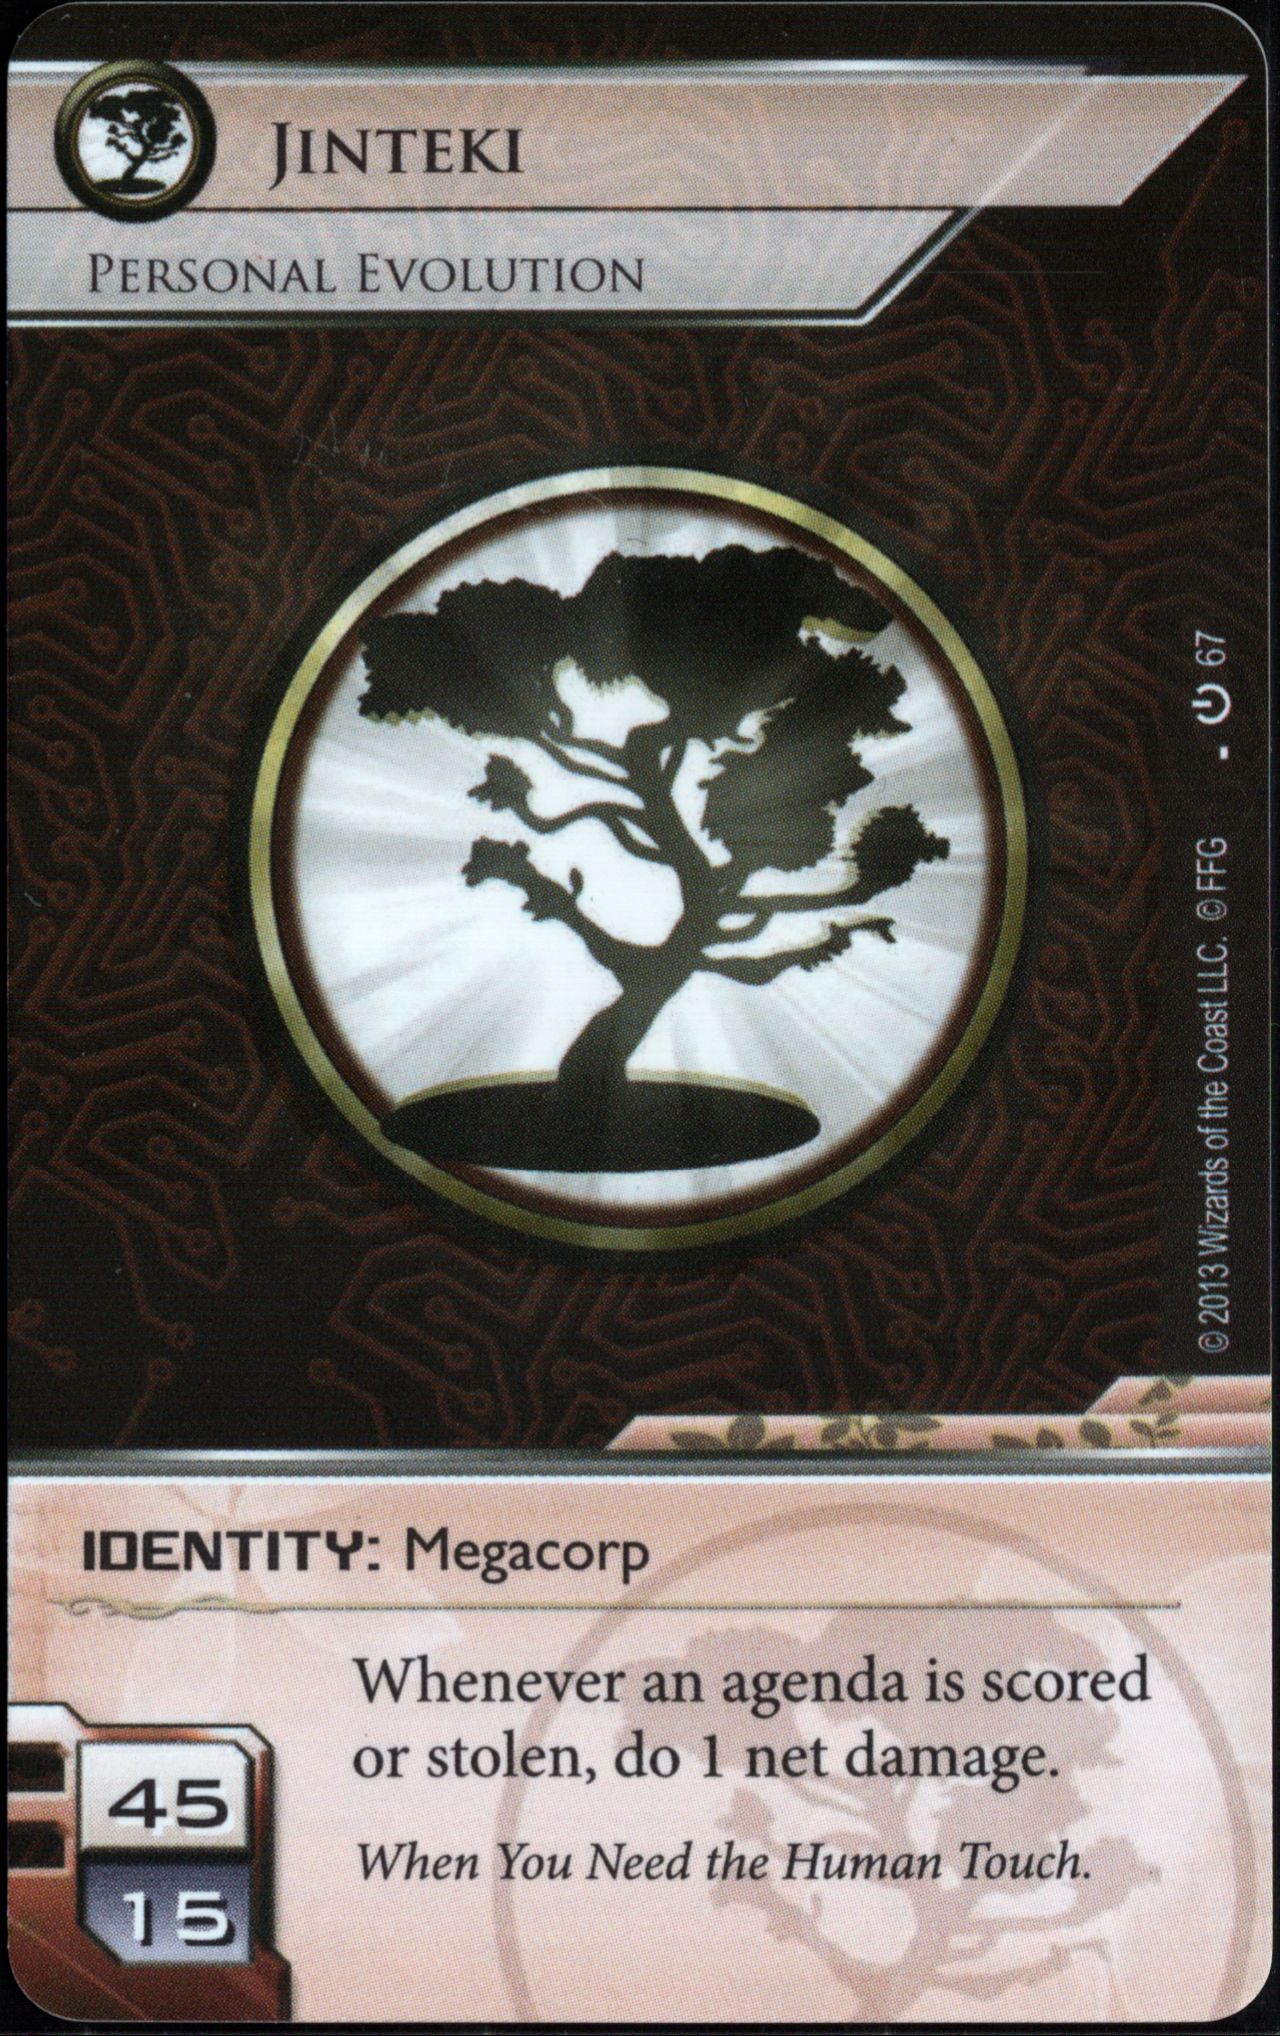 JINTEKI
PERSONAL EVOLUTION
© 2013 Wizards of the Coast LLC. © FFG - 67
IDENTITY: Megacorp
Whenever an agenda is scored
or stolen, do 1 net damage.
When You Need the Human Touch.
45
15